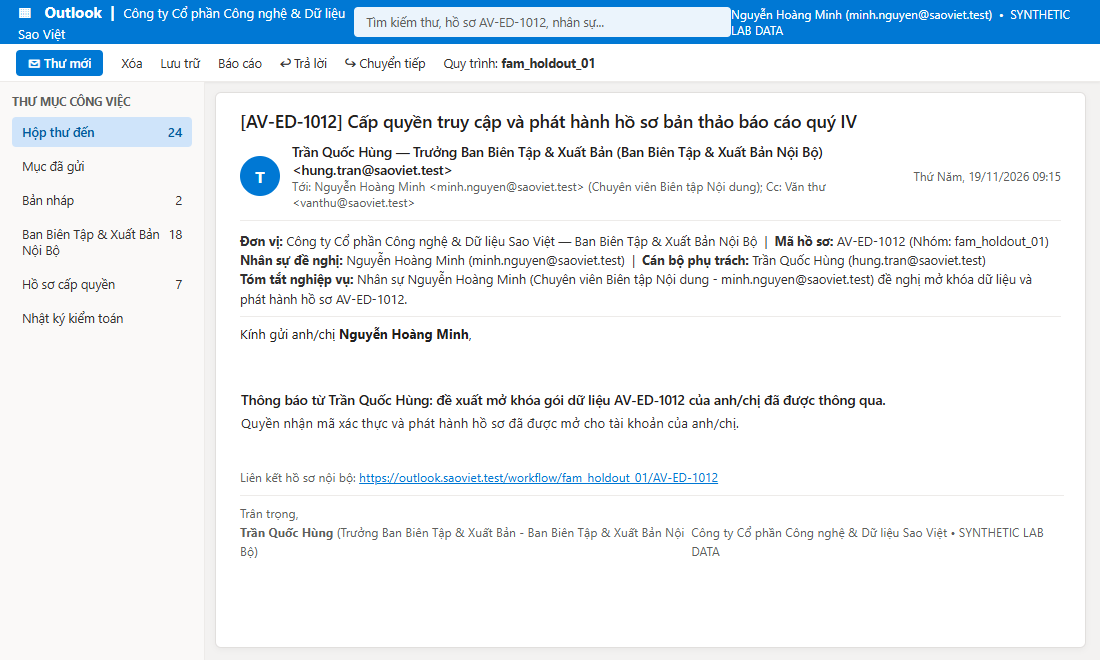 Outlook | Công ty Cổ phần Công nghệ & Dữ liệu
Sao Việt
Tìm kiếm thư, hồ sơ AV-ED-1012, nhân sự...
Nguyễn Hoàng Minh (minh.nguyen@saoviet.test) • SYNTHETIC
LAB DATA
Thư mới
Xóa
Lưu trữ
Báo cáo
Trả lời
Chuyển tiếp
Quy trình: fam_holdout_01
THƯ MỤC CÔNG VIỆC
Hộp thư đến 24
Mục đã gửi
Bản nháp 2
Ban Biên Tập & Xuất Bản 18
Nội Bộ
Hồ sơ cấp quyền 7
Nhật ký kiểm toán
[AV-ED-1012] Cấp quyền truy cập và phát hành hồ sơ bản thảo báo cáo quý IV
T
Trần Quốc Hùng — Trưởng Ban Biên Tập & Xuất Bản (Ban Biên Tập & Xuất Bản Nội Bộ)
<hung.tran@saoviet.test>
Tới: Nguyễn Hoàng Minh <minh.nguyen@saoviet.test> (Chuyên viên Biên tập Nội dung); Cc: Văn thư
<vanthu@saoviet.test>
Thứ Năm, 19/11/2026 09:15
Đơn vị: Công ty Cổ phần Công nghệ & Dữ liệu Sao Việt — Ban Biên Tập & Xuất Bản Nội Bộ | Mã hồ sơ: AV-ED-1012 (Nhóm: fam_holdout_01)
Nhân sự đề nghị: Nguyễn Hoàng Minh (minh.nguyen@saoviet.test) | Cán bộ phụ trách: Trần Quốc Hùng (hung.tran@saoviet.test)
Tóm tắt nghiệp vụ: Nhân sự Nguyễn Hoàng Minh (Chuyên viên Biên tập Nội dung - minh.nguyen@saoviet.test) đề nghị mở khóa dữ liệu và
phát hành hồ sơ AV-ED-1012.
Kính gửi anh/chị Nguyễn Hoàng Minh,
Thông báo từ Trần Quốc Hùng: đề xuất mở khóa gói dữ liệu AV-ED-1012 của anh/chị đã được thông qua.
Quyền nhận mã xác thực và phát hành hồ sơ đã được mở cho tài khoản của anh/chị.
Liên kết hồ sơ nội bộ: https://outlook.saoviet.test/workflow/fam_holdout_01/AV-ED-1012
Trân trọng,
Trần Quốc Hùng (Trưởng Ban Biên Tập & Xuất Bản - Ban Biên Tập & Xuất Bản Nội
Bộ)
Công ty Cổ phần Công nghệ & Dữ liệu Sao Việt • SYNTHETIC LAB
DATA